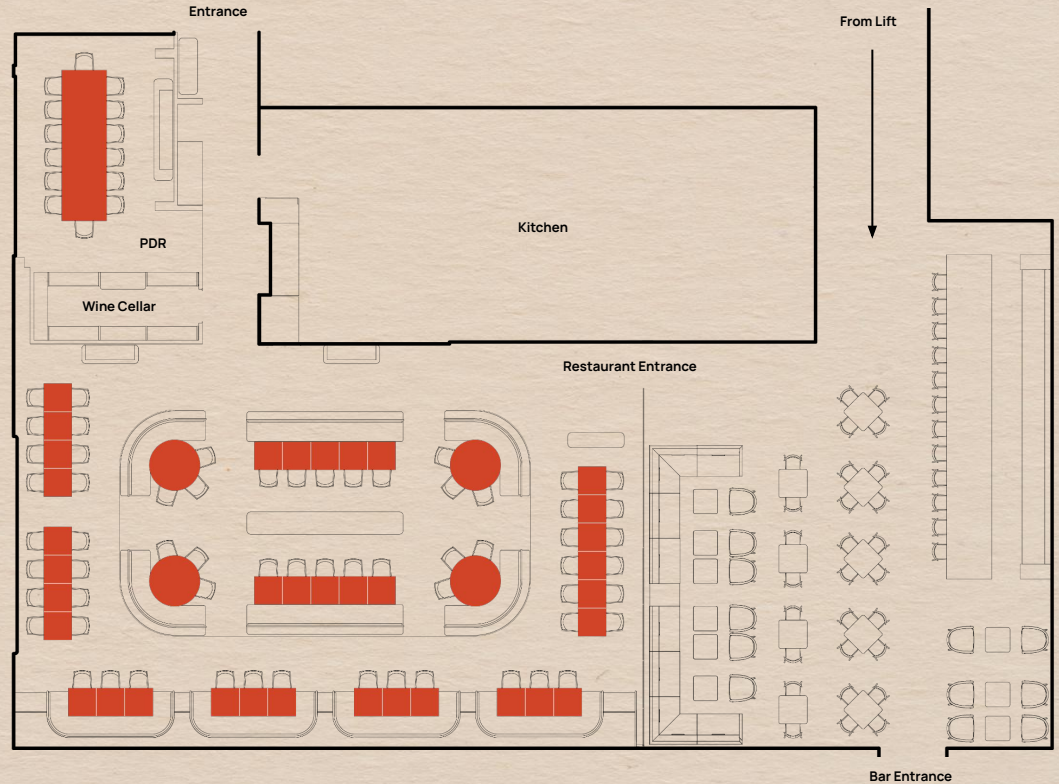 Entrance
From Lift
Kitchen
PDR
Wine Cellar
Restaurant Entrance
Bar Entrance